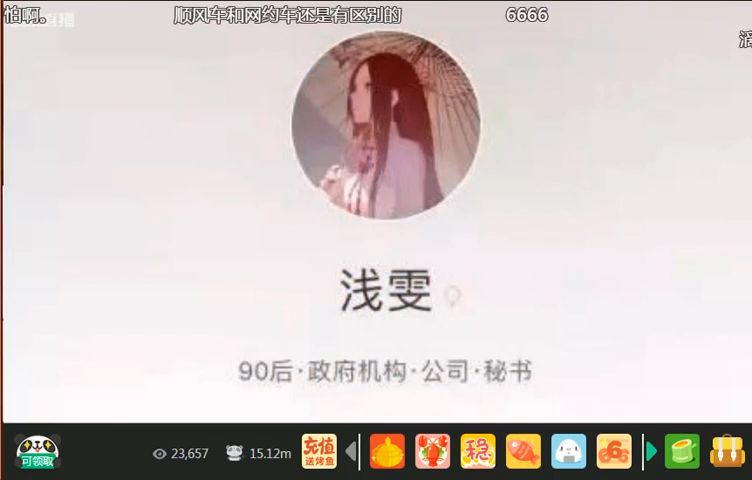 怕啊。 顺风车和网约车还是有区别的 6666
浅雯
90后·政府机构·公司·秘书
可领取 23,657 15.12m 充值 送烤鱼 稳 6